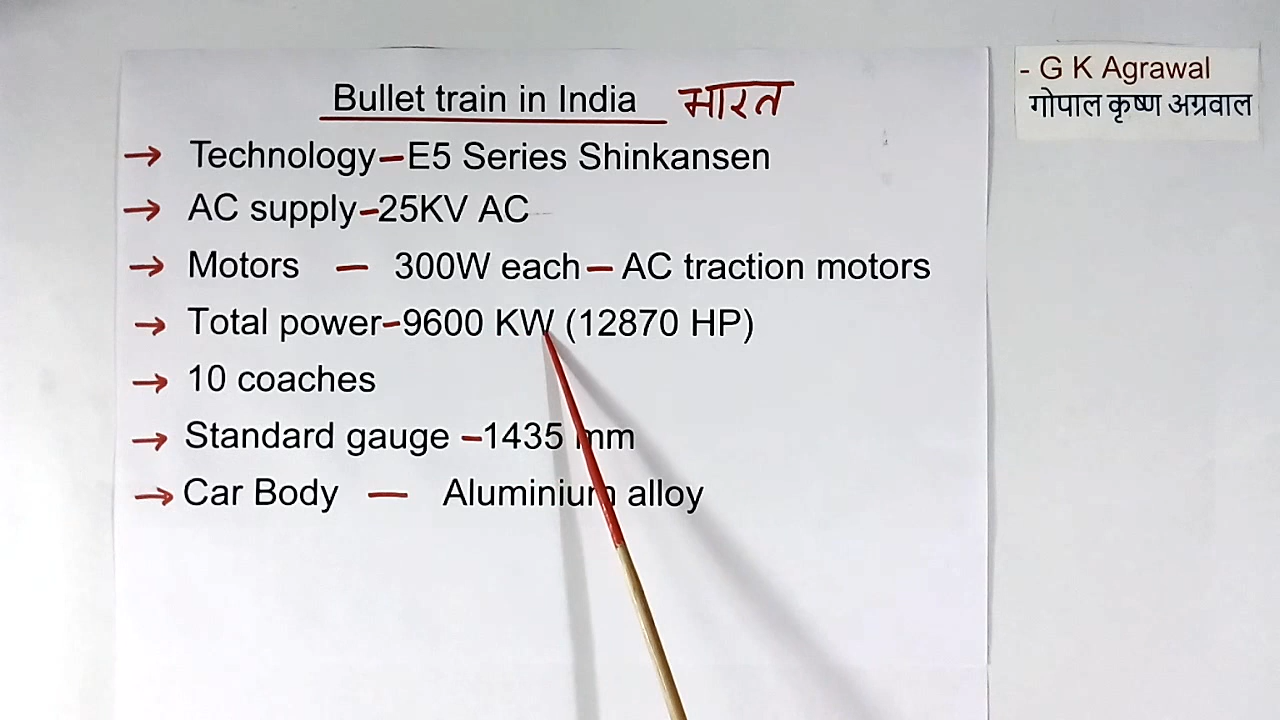 Bullet train in India भारत
- G K Agrawal
गोपाल कृष्ण अग्रवाल
→ Technology–E5 Series Shinkansen
→ AC supply–25KV AC
→ Motors — 300W each–AC traction motors
→ Total power–9600 KW (12870 HP)
→ 10 coaches
→ Standard gauge –1435 mm
→ Car Body — Aluminium alloy